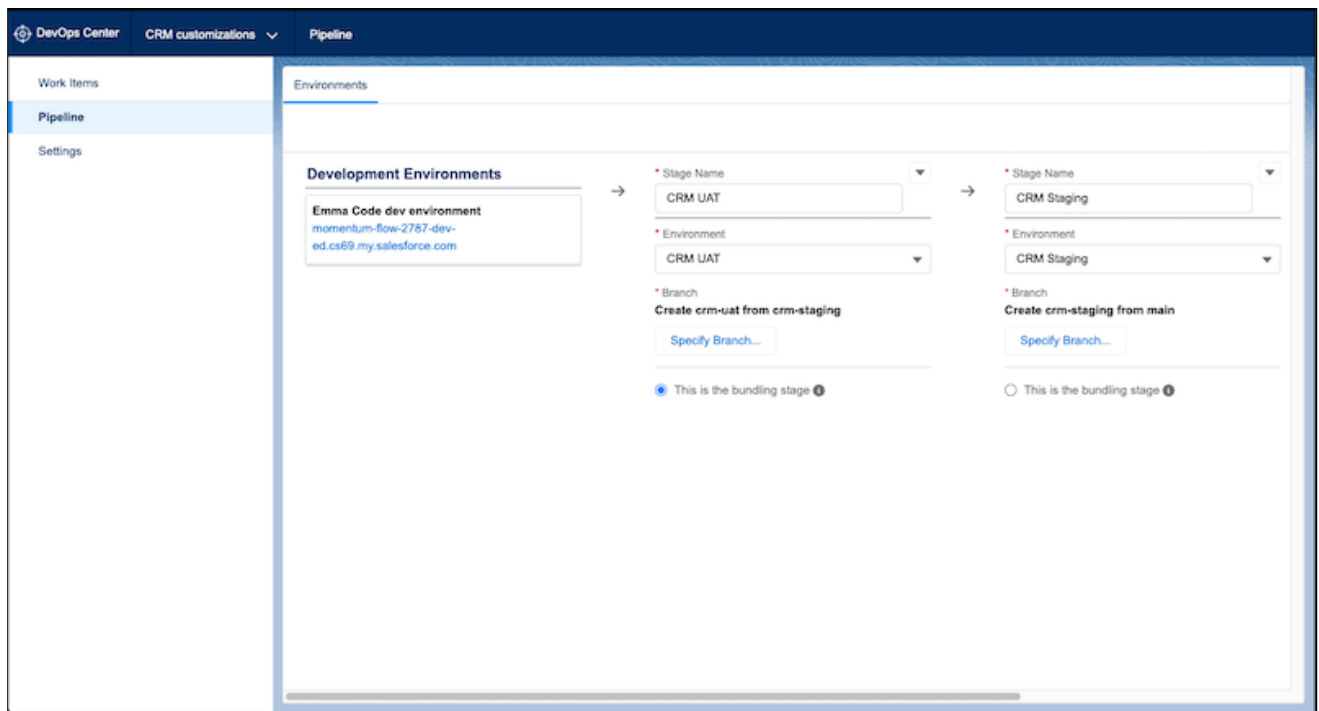 DevOps Center
CRM customizations
Pipeline
Work Items
Pipeline
Settings
Environments
Development Environments
Emma Code dev environment
momentum-flow-2787-dev-
ed.cs69.my.salesforce.com
* Stage Name
CRM UAT
* Environment
CRM UAT
* Branch
Create crm-uat from crm-staging
Specify Branch...
This is the bundling stage
* Stage Name
CRM Staging
* Environment
CRM Staging
* Branch
Create crm-staging from main
Specify Branch...
This is the bundling stage